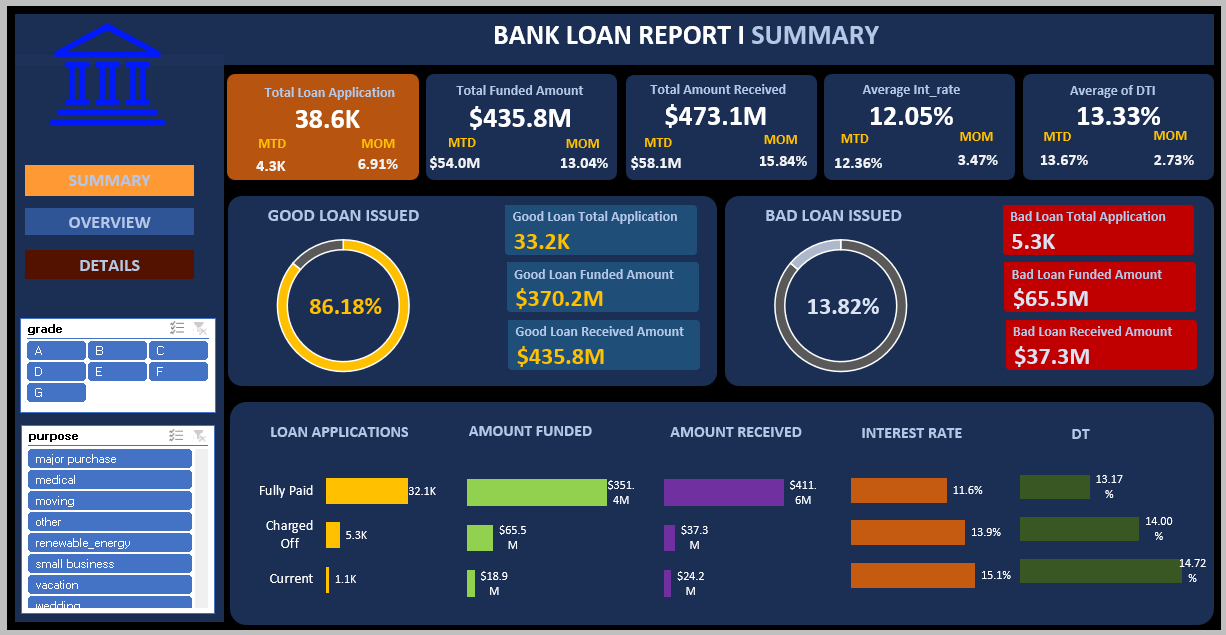 BANK LOAN REPORT I SUMMARY
SUMMARY
OVERVIEW
DETAILS
grade
A
B
C
D
E
F
G
purpose
major purchase
medical
moving
other
renewable_energy
small business
vacation
wedding
Total Loan Application
38.6K
MTD MOM
4.3K 6.91%
Total Funded Amount
$435.8M
MTD MOM
$54.0M 13.04%
Total Amount Received
$473.1M
MTD MOM
$58.1M 15.84%
Average Int_rate
12.05%
MTD MOM
12.36% 3.47%
Average of DTI
13.33%
MTD MOM
13.67% 2.73%
GOOD LOAN ISSUED
86.18%
Good Loan Total Application
33.2K
Good Loan Funded Amount
$370.2M
Good Loan Received Amount
$435.8M
BAD LOAN ISSUED
13.82%
Bad Loan Total Application
5.3K
Bad Loan Funded Amount
$65.5M
Bad Loan Received Amount
$37.3M
LOAN APPLICATIONS
Fully Paid
32.1K
Charged
Off
5.3K
Current
1.1K
AMOUNT FUNDED
$351.
4M
$65.5
M
$18.9
M
AMOUNT RECEIVED
$411.
6M
$37.3
M
$24.2
M
INTEREST RATE
11.6%
13.9%
15.1%
DT
13.17
%
14.00
%
14.72
%